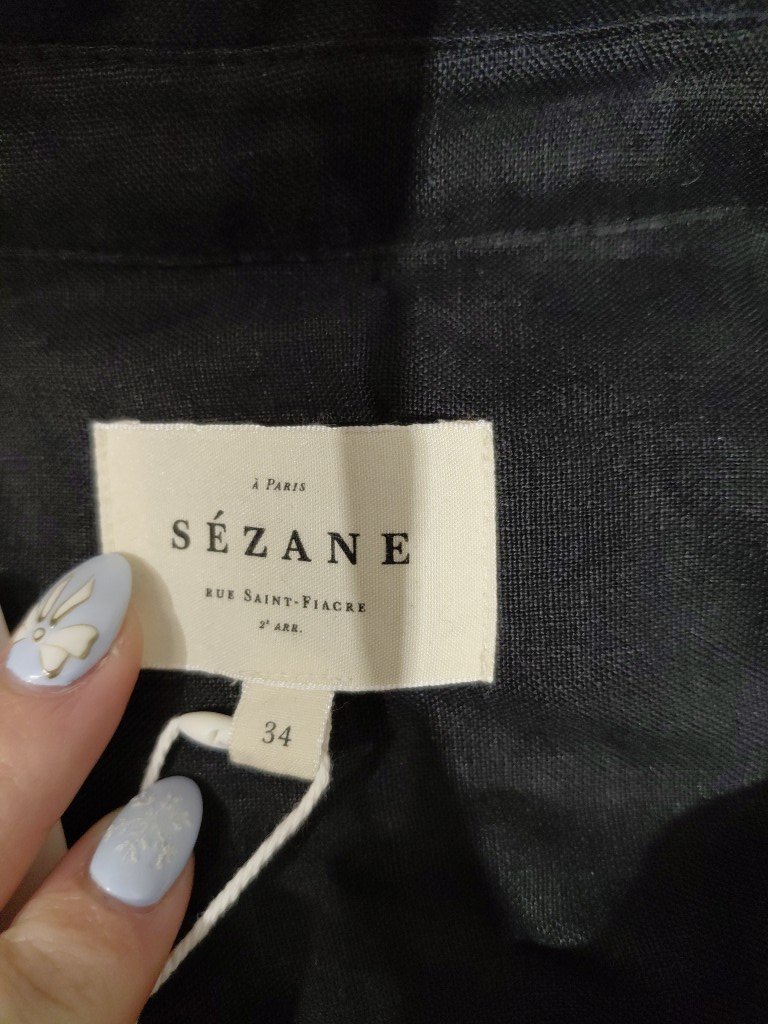 À PARIS
SÉZANE
RUE SAINT-FIACRE
2e ARR.
34